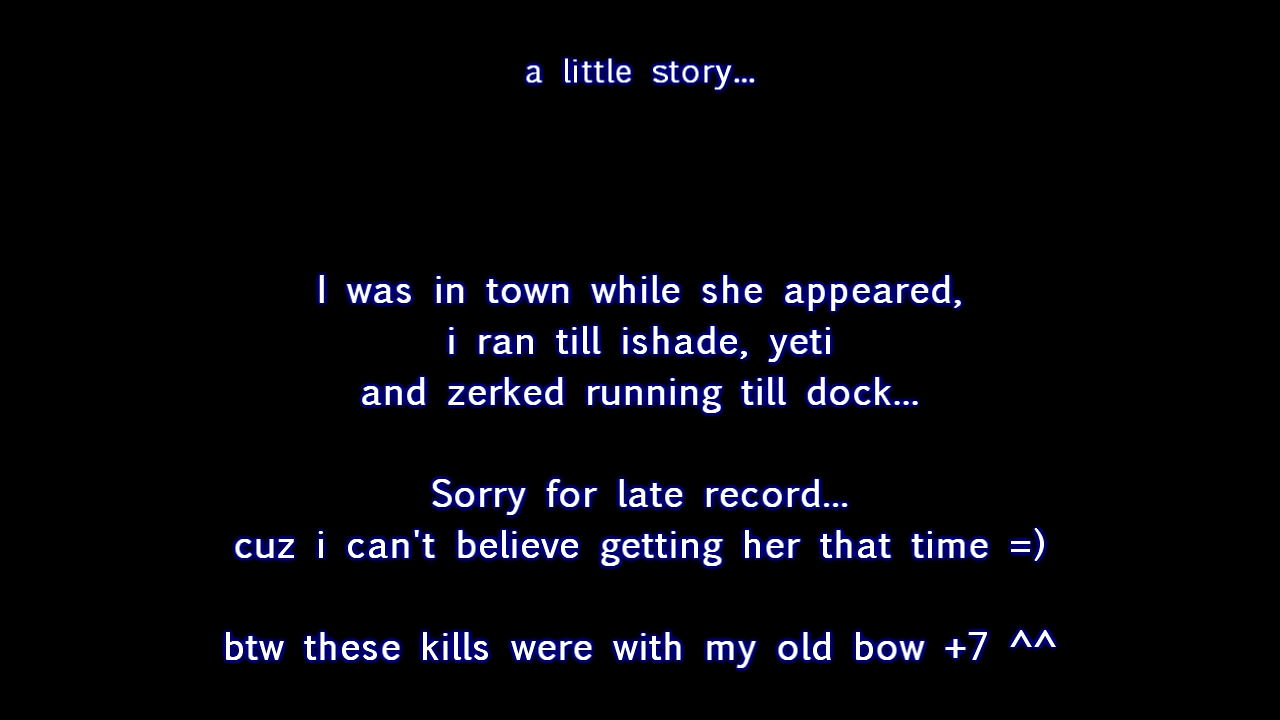 a little story...
I was in town while she appeared,
i ran till ishade, yeti
and zerked running till dock...
Sorry for late record...
cuz i can't believe getting her that time =)
btw these kills were with my old bow +7 ^^